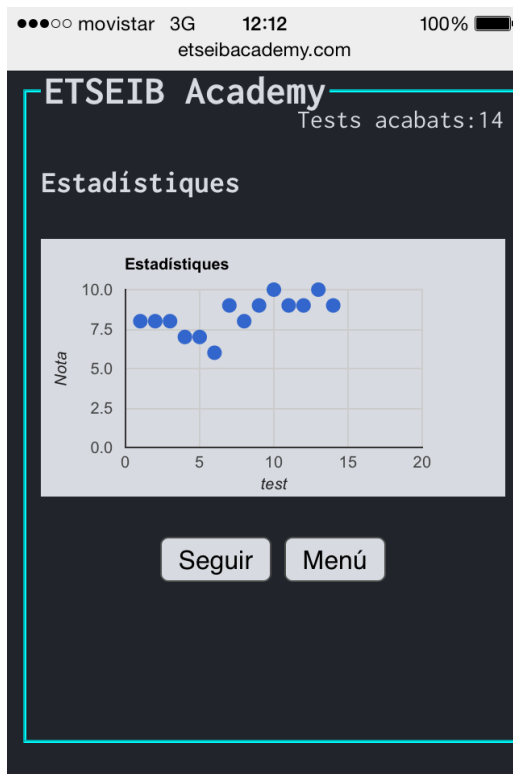 movistar 3G 12:12 100%
etseibacademy.com
ETSEIB Academy
Tests acabats:14
Estadístiques
Estadístiques
10.0
7.5
5.0
2.5
0.0
Nota
0 5 10 15 20
test
Seguir Menú